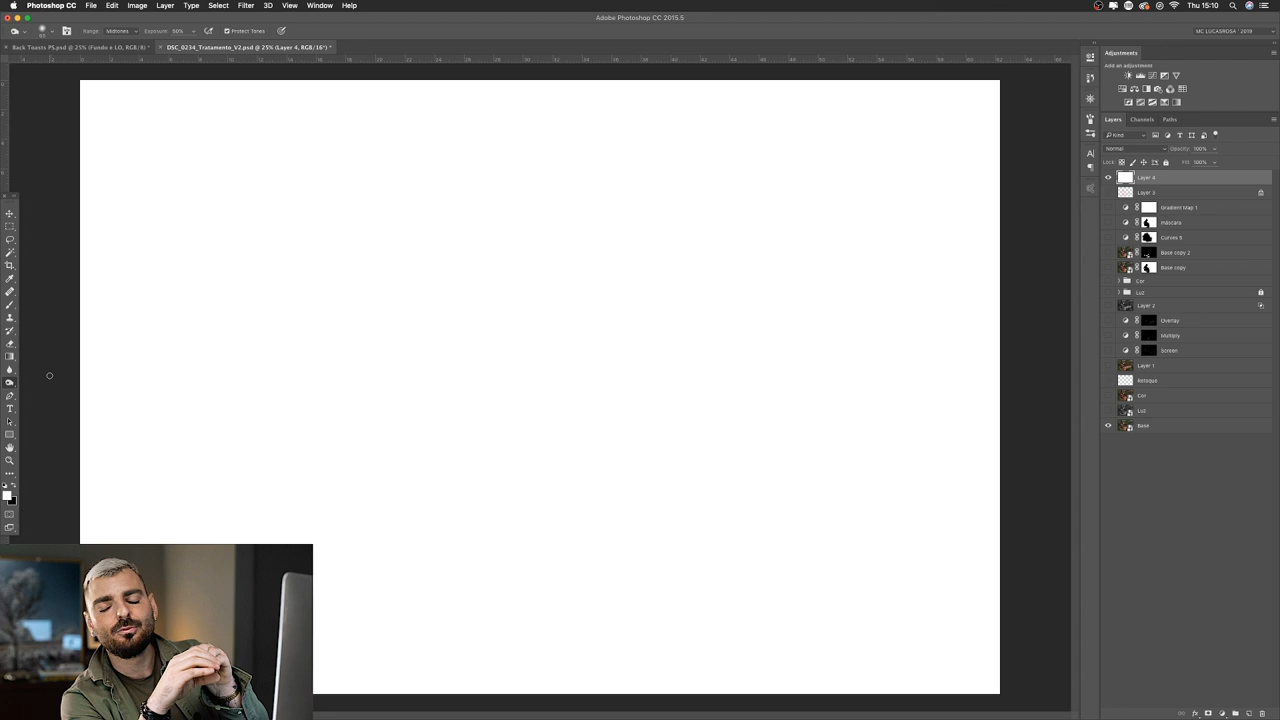 Photoshop CC File Edit Image Layer Type Select Filter 3D View Window Help Thu 15:10
Adobe Photoshop CC 2015.5
Range: Midtones Exposure: 50% Protect Tones MC LUCASROSA ' 2019
Back Toasts PS.psd @ 25% (Fundo e LO, RGB/8) * DSC_0234_Tratamento_V2.psd @ 25% (Layer 4, RGB/16*) *
Adjustments
Add an adjustment
Layers Channels Paths
Kind
Normal Opacity: 100%
Lock: Fill: 100%
Layer 4
Layer 3
Gradient Map 1
máscara
Curves 5
Base copy 2
Base copy
Cor
Luz
Layer 2
Overlay
Multiply
Screen
Layer 1
Retoque
Cor
Luz
Base